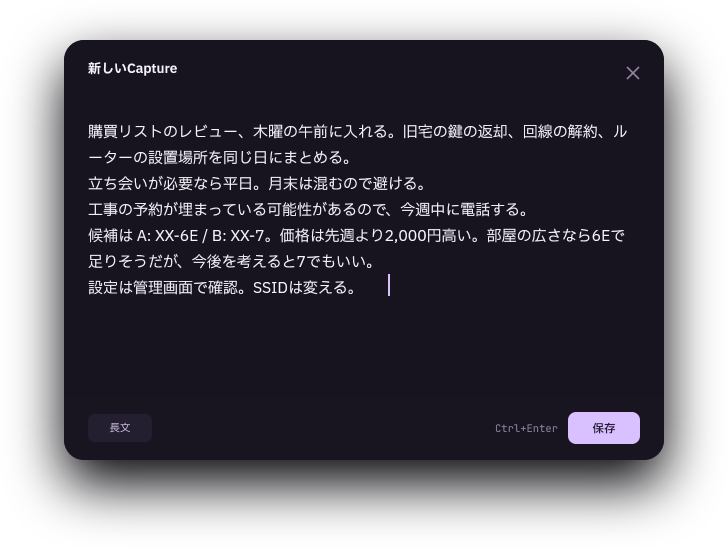 新しいCapture
購買リストのレビュー、木曜の午前に入れる。旧宅の鍵の返却、回線の解約、ル
ーターの設置場所を同じ日にまとめる。
立ち会いが必要なら平日。月末は混むので避ける。
工事の予約が埋まっている可能性があるので、今週中に電話する。
候補は A: XX-6E / B: XX-7。価格は先週より2,000円高い。部屋の広さなら6Eで
足りそうだが、今後を考えると7でもいい。
設定は管理画面で確認。SSIDは変える。
長文
Ctrl+Enter
保存